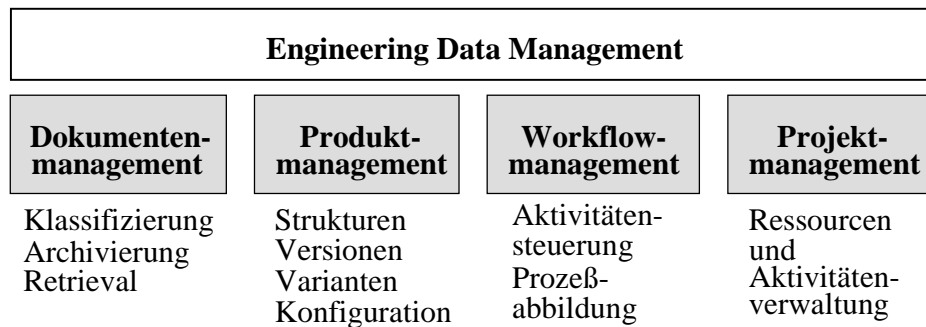 Engineering Data Management
Dokumenten-
management
Klassifizierung
Archivierung
Retrieval
Produkt-
management
Strukturen
Versionen
Varianten
Konfiguration
Workflow-
management
Aktivitäten-
steuerung
Prozeß-
abbildung
Projekt-
management
Ressourcen
und
Aktivitäten-
verwaltung